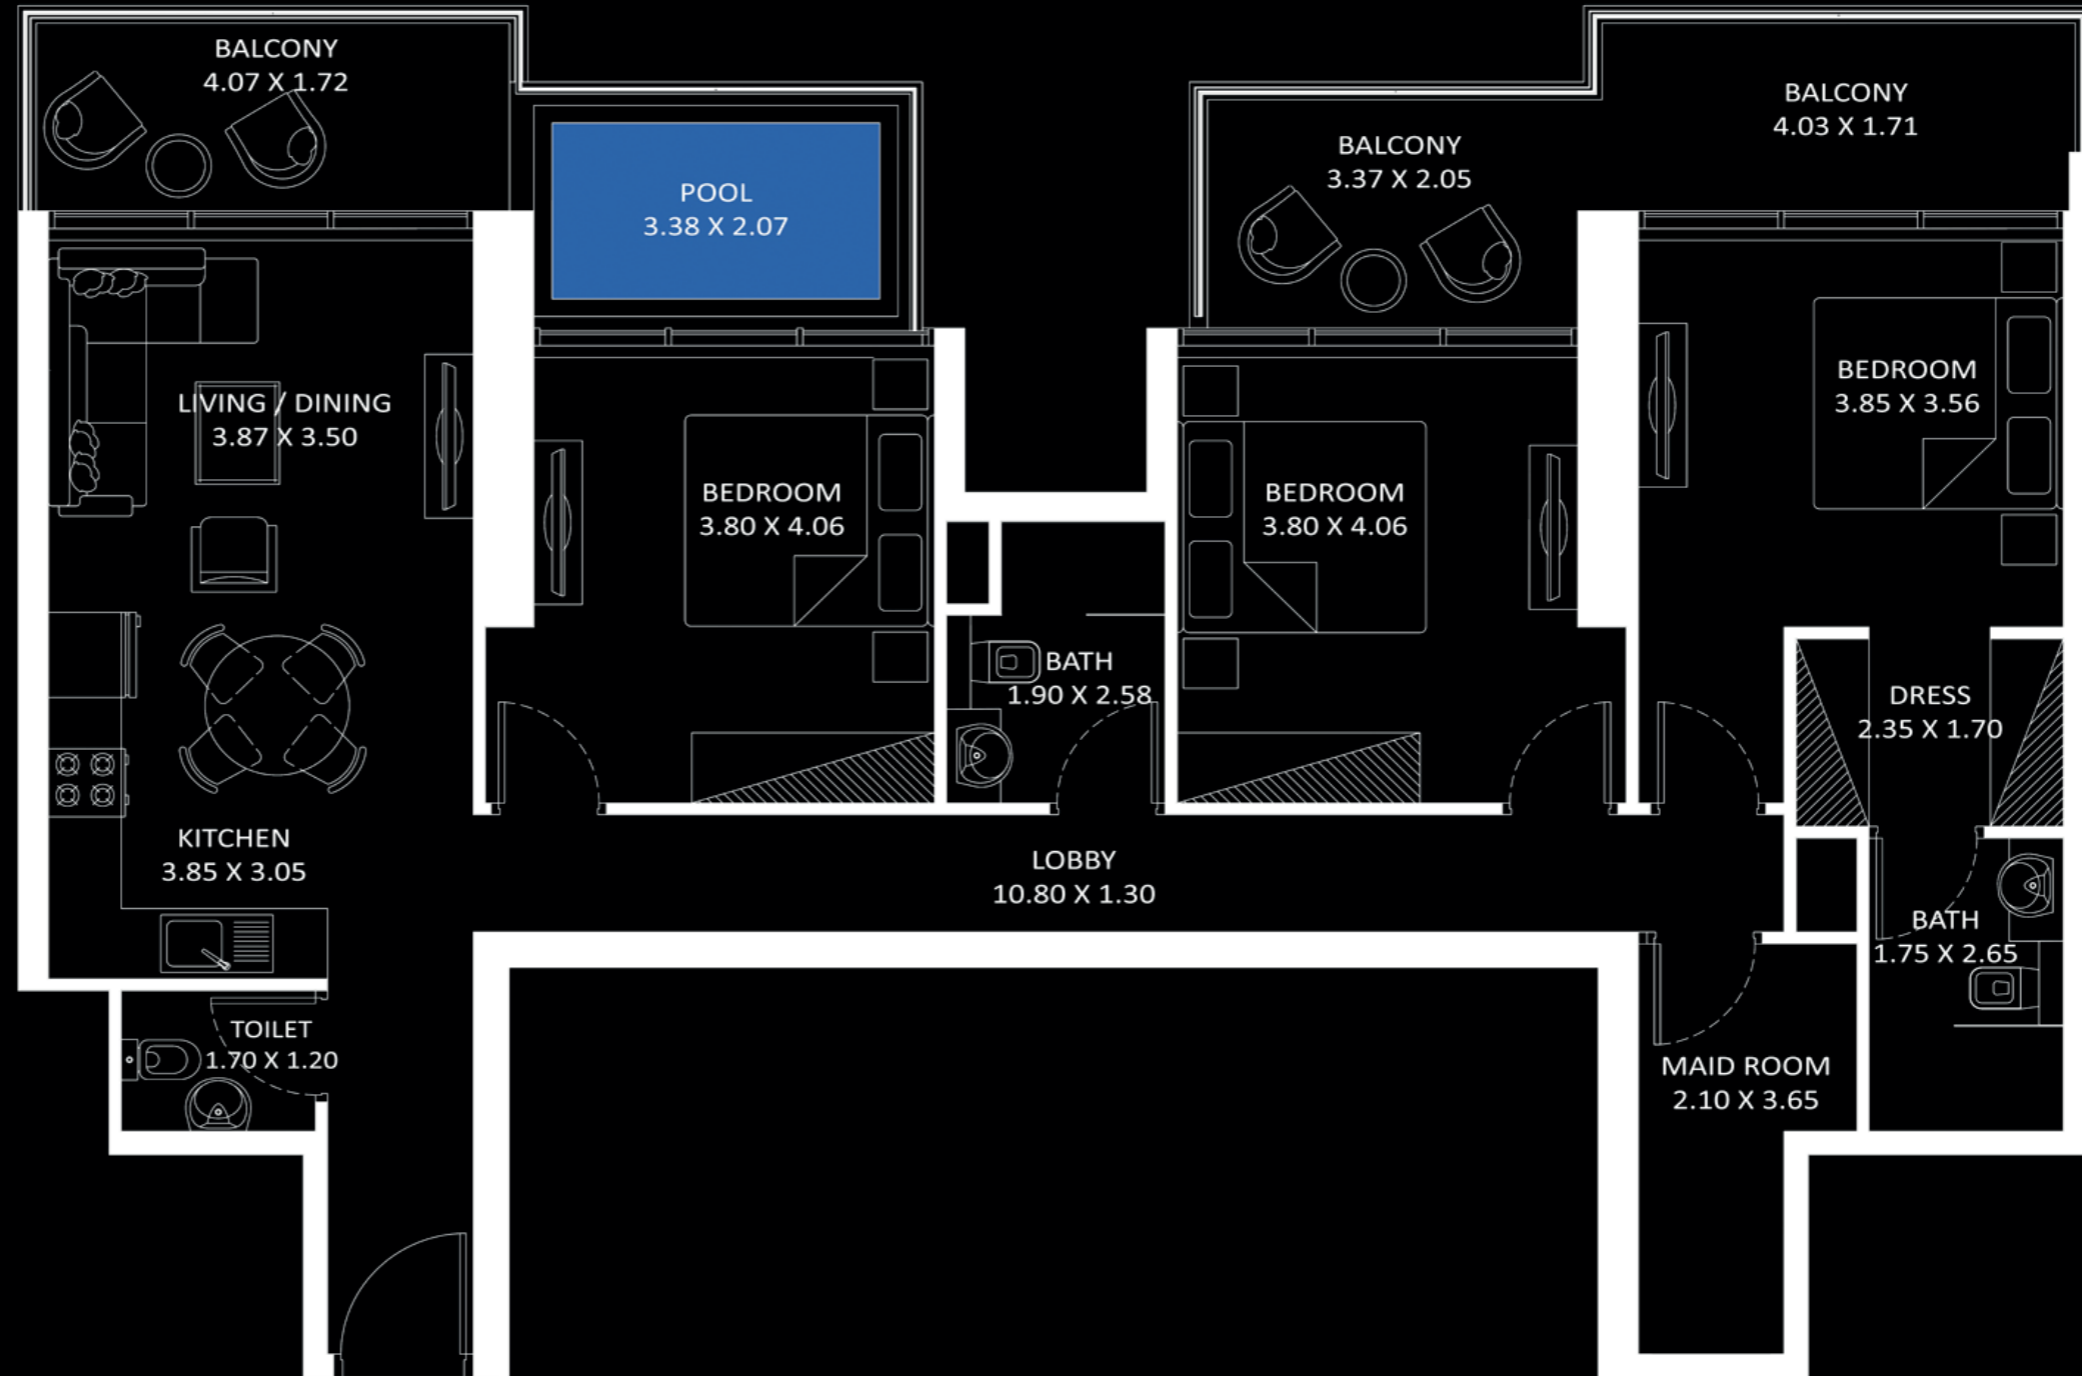 BALCONY
4.07 X 1.72
POOL
3.38 X 2.07
BALCONY
3.37 X 2.05
BALCONY
4.03 X 1.71
LIVING / DINING
3.87 X 3.50
BEDROOM
3.80 X 4.06
BEDROOM
3.80 X 4.06
BEDROOM
3.85 X 3.56
BATH
1.90 X 2.58
DRESS
2.35 X 1.70
KITCHEN
3.85 X 3.05
LOBBY
10.80 X 1.30
BATH
1.75 X 2.65
TOILET
1.70 X 1.20
MAID ROOM
2.10 X 3.65